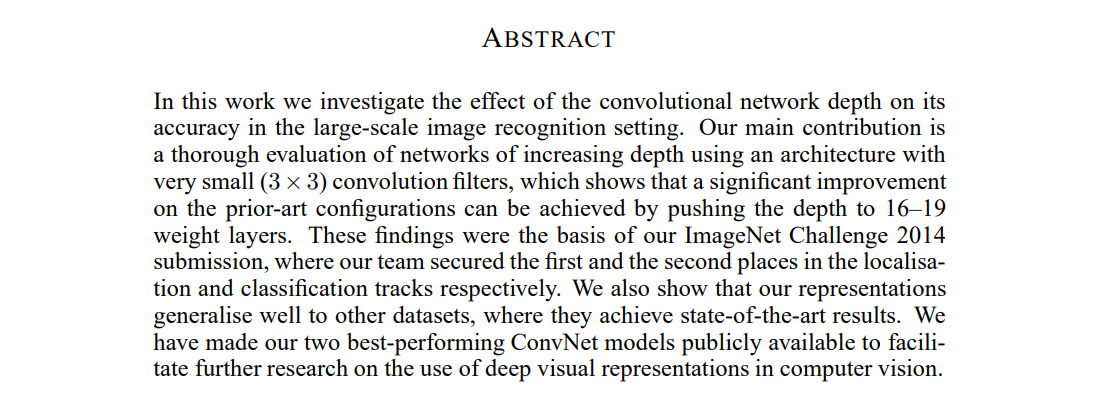 ABSTRACT
In this work we investigate the effect of the convolutional network depth on its
accuracy in the large-scale image recognition setting. Our main contribution is
a thorough evaluation of networks of increasing depth using an architecture with
very small (3 × 3) convolution filters, which shows that a significant improvement
on the prior-art configurations can be achieved by pushing the depth to 16–19
weight layers. These findings were the basis of our ImageNet Challenge 2014
submission, where our team secured the first and the second places in the localisa-
tion and classification tracks respectively. We also show that our representations
generalise well to other datasets, where they achieve state-of-the-art results. We
have made our two best-performing ConvNet models publicly available to facili-
tate further research on the use of deep visual representations in computer vision.